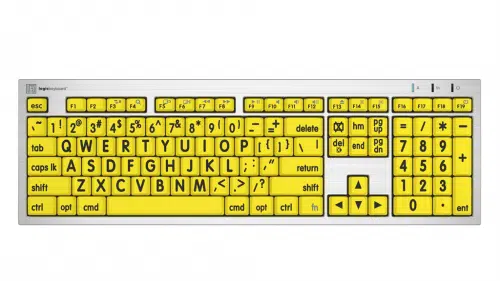 logickeyboard
esc F1 F2 F3 F4 F5 F6 F7 F8 F9 F10 F11 F12 F13 F14 F15 F16 F17 F18 F19
`~ 1! 2@ 3# 4$ 5% 6^ 7& 8* 9( 0) -_ =+ delete hm pg up = / * -
tab Q W E R T Y U I O P [{ ]} \| del end pg dn 7 8 9 +
caps lk A S D F G H J K L ;: '" return 4 5 6
shift Z X C V B N M ,< .> /? shift ▲ 1 2 3
ctrl opt cmd cmd opt ctrl fn ◀ ▼ ▶ 0 . ent